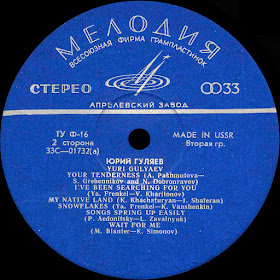 МЕЛОДИЯ
ВСЕСОЮЗНАЯ ФИРМА ГРАМПЛАСТИНОК
СТЕРЕО
ООЗЗ
АПРЕЛЕВСКИЙ ЗАВОД
ТУ Ф-16
2 сторона
33С—01732(а)
MADE IN USSR
Вторая гр.
ЮРИЙ ГУЛЯЕВ
YURI GULYAEV
YOUR TENDERNESS (A. Pakhmutova—
S. Grebennikov and N. Dobronravov)
I'VE BEEN SEARCHING FOR YOU
(Ya. Frenkel — V. Kharitonov)
MY NATIVE LAND (K. Khachaturyan — I. Shaferan)
SNOWFLAKES (Ya. Frenkel—K. Vanshenkin)
SONGS SPRING UP EASILY
(P. Aedonitsky — L. Zavalnyuk)
WAIT FOR ME
(M. Blanter—K. Simonov)